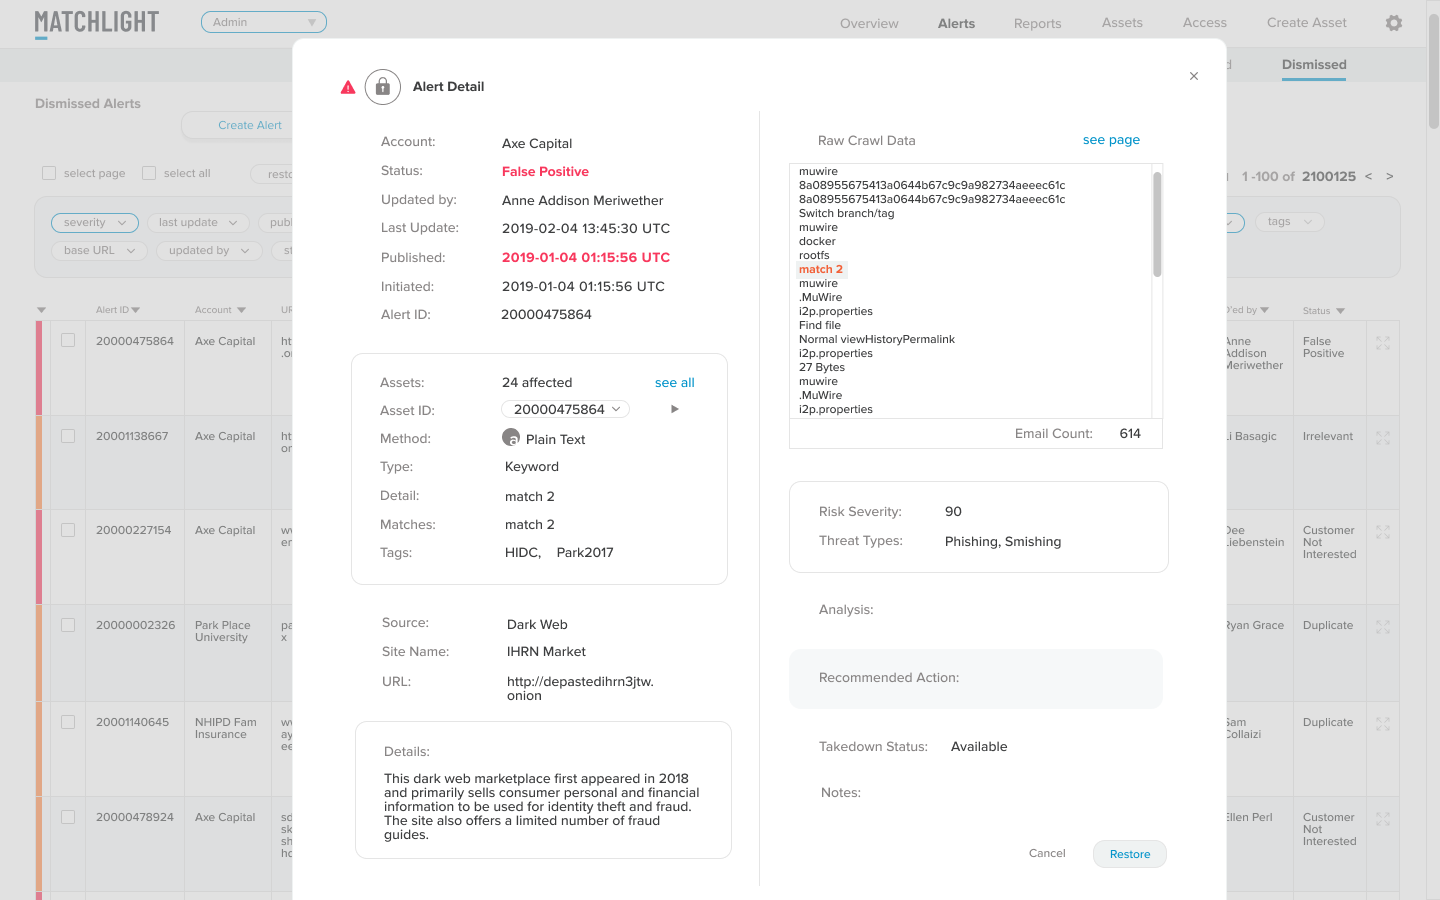 MATCHLIGHT
Admin
Overview
Alerts
Reports
Assets
Access
Create Asset
Dismissed
Dismissed Alerts
Create Alert
select page
select all
1 -100 of 2100125 < >
severity
last update
tags
base URL
updated by
Alert ID
Account
Status
20000475864
Axe Capital
Anne
Addison
Meriwether
False
Positive
20001138667
Axe Capital
Li Basagic
Irrelevant
20000227154
Axe Capital
Dee
Liebenstein
Customer
Not
Interested
20000002326
Park Place
University
Ryan Grace
Duplicate
20001140645
NHIPD Fam
Insurance
Sam
Collaizi
Duplicate
20000478924
Axe Capital
Ellen Perl
Customer
Not
Interested
Alert Detail
×
Account: Axe Capital
Status: False Positive
Updated by: Anne Addison Meriwether
Last Update: 2019-02-04 13:45:30 UTC
Published: 2019-01-04 01:15:56 UTC
Initiated: 2019-01-04 01:15:56 UTC
Alert ID: 20000475864
Assets: 24 affected see all
Asset ID: 20000475864
Method: a Plain Text
Type: Keyword
Detail: match 2
Matches: match 2
Tags: HIDC, Park2017
Source: Dark Web
Site Name: IHRN Market
URL: http://depastedihrn3jtw.
onion
Details:
This dark web marketplace first appeared in 2018
and primarily sells consumer personal and financial
information to be used for identity theft and fraud.
The site also offers a limited number of fraud
guides.
Raw Crawl Data see page
muwire
8a08955675413a0644b67c9c9a982734aeeec61c
8a08955675413a0644b67c9c9a982734aeeec61c
Switch branch/tag
muwire
docker
rootfs
match 2
muwire
.MuWire
i2p.properties
Find file
Normal viewHistoryPermalink
i2p.properties
27 Bytes
muwire
.MuWire
i2p.properties
Email Count: 614
Risk Severity: 90
Threat Types: Phishing, Smishing
Analysis:
Recommended Action:
Takedown Status: Available
Notes:
Cancel
Restore